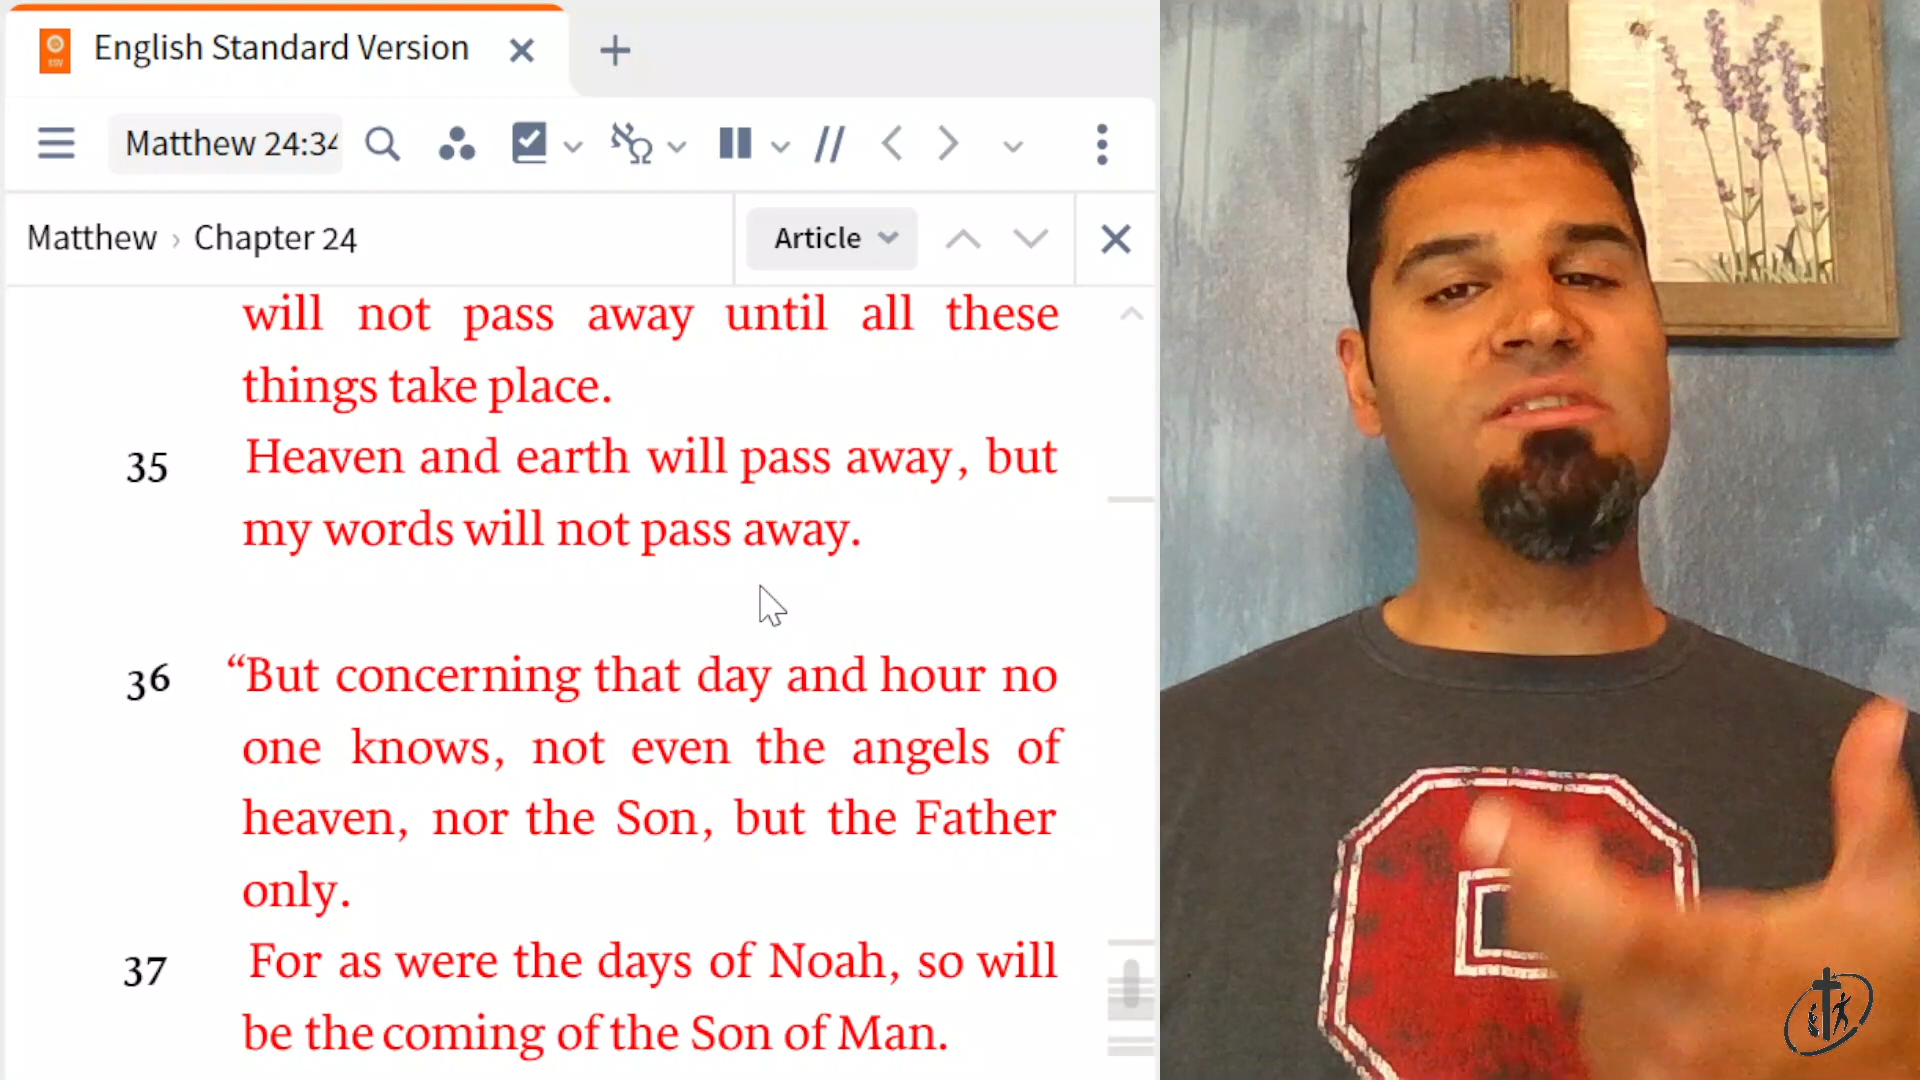 English Standard Version
Matthew 24:34
Matthew › Chapter 24
Article
will not pass away until all these
things take place.
35 Heaven and earth will pass away, but
my words will not pass away.
36 “But concerning that day and hour no
one knows, not even the angels of
heaven, nor the Son, but the Father
only.
37 For as were the days of Noah, so will
be the coming of the Son of Man.